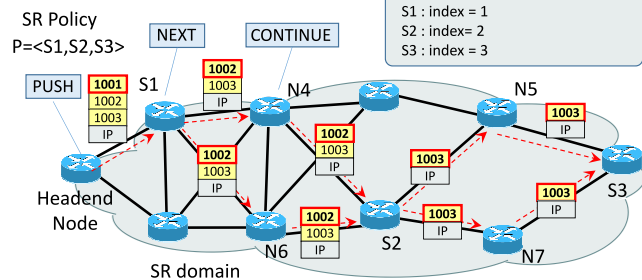 SR Policy
P=<S1,S2,S3>
NEXT
CONTINUE
S1 : index = 1
S2 : index= 2
S3 : index = 3
PUSH
1001
1002
1003
IP
S1
1002
1003
IP
N4
N5
1003
IP
1002
1003
IP
1002
1003
IP
1003
IP
Headend
Node
S3
1003
IP
1003
IP
1002
1003
IP
N6
S2
N7
SR domain